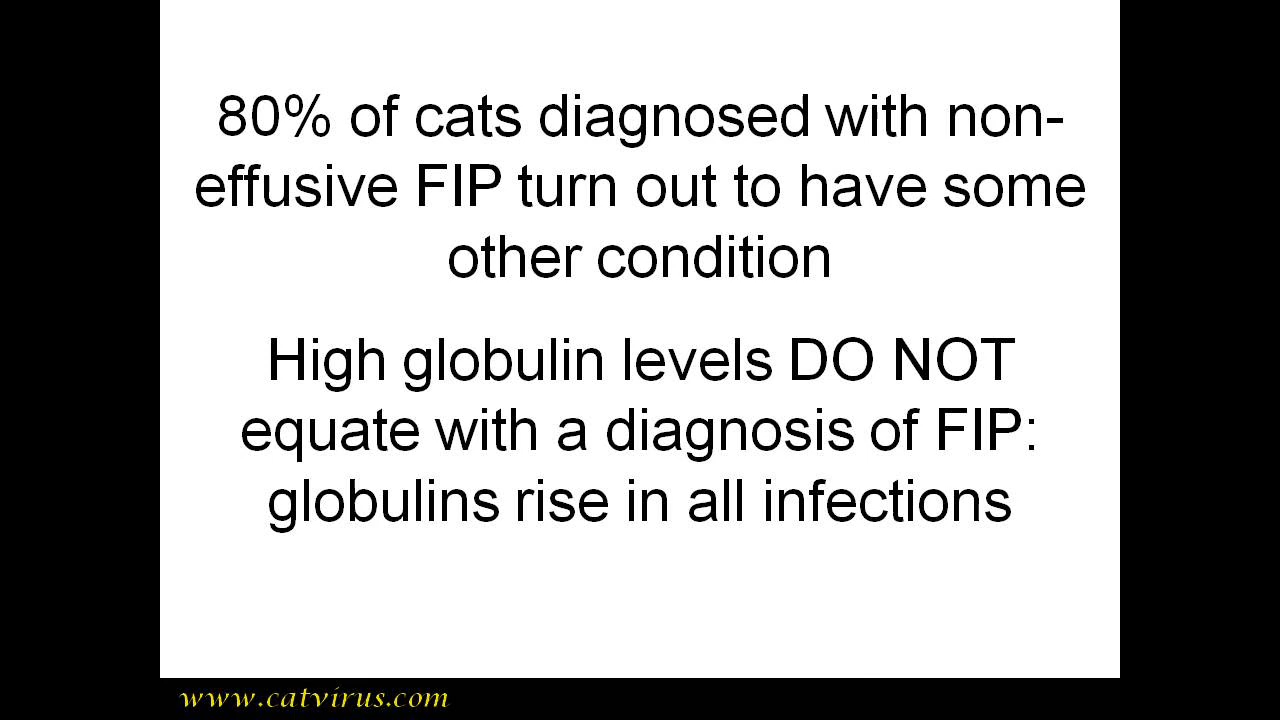 80% of cats diagnosed with non-
effusive FIP turn out to have some
other condition
High globulin levels DO NOT
equate with a diagnosis of FIP:
globulins rise in all infections
www.catvirus.com